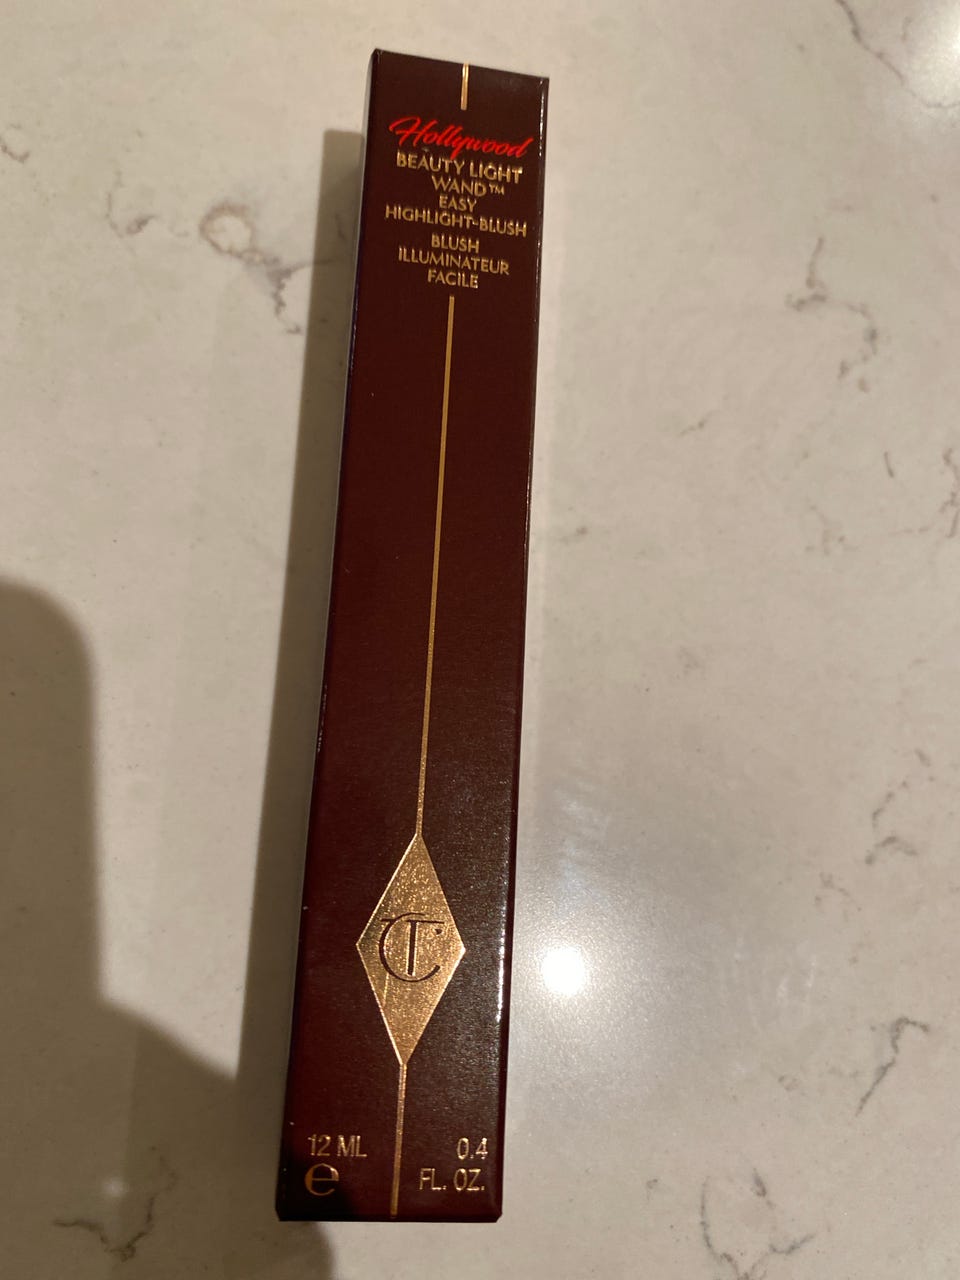 Hollywood
BEAUTY LIGHT
WAND™
EASY
HIGHLIGHT-BLUSH
BLUSH
ILLUMINATEUR
FACILE
CT
12 ML 0.4
e FL. OZ.